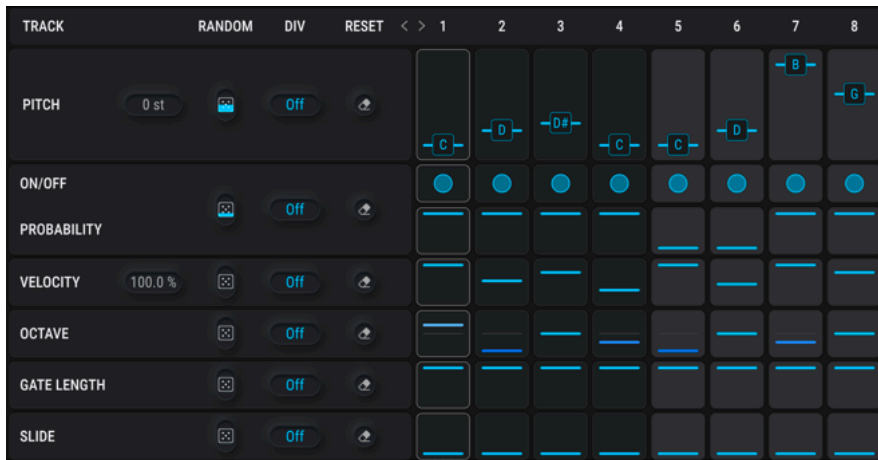 TRACK RANDOM DIV RESET < > 1 2 3 4 5 6 7 8
B
PITCH 0 st Off G
D#
D D
C C C
ON/OFF
Off
PROBABILITY
VELOCITY 100.0 % Off
OCTAVE Off
GATE LENGTH Off
SLIDE Off